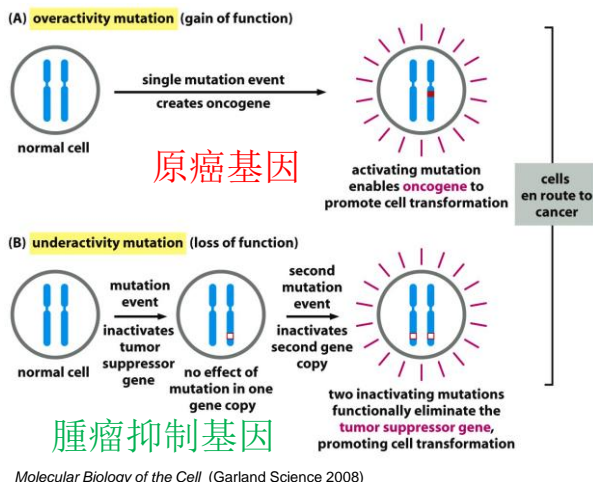 (A) overactivity mutation (gain of function)
single mutation event
creates oncogene
normal cell
原癌基因
activating mutation
enables oncogene to
promote cell transformation
cells
en route to
cancer
(B) underactivity mutation (loss of function)
mutation
event
inactivates
tumor
suppressor
gene
second
mutation
event
inactivates
second gene
copy
normal cell
no effect of
mutation in one
gene copy
two inactivating mutations
functionally eliminate the
tumor suppressor gene,
promoting cell transformation
腫瘤抑制基因
Molecular Biology of the Cell (Garland Science 2008)